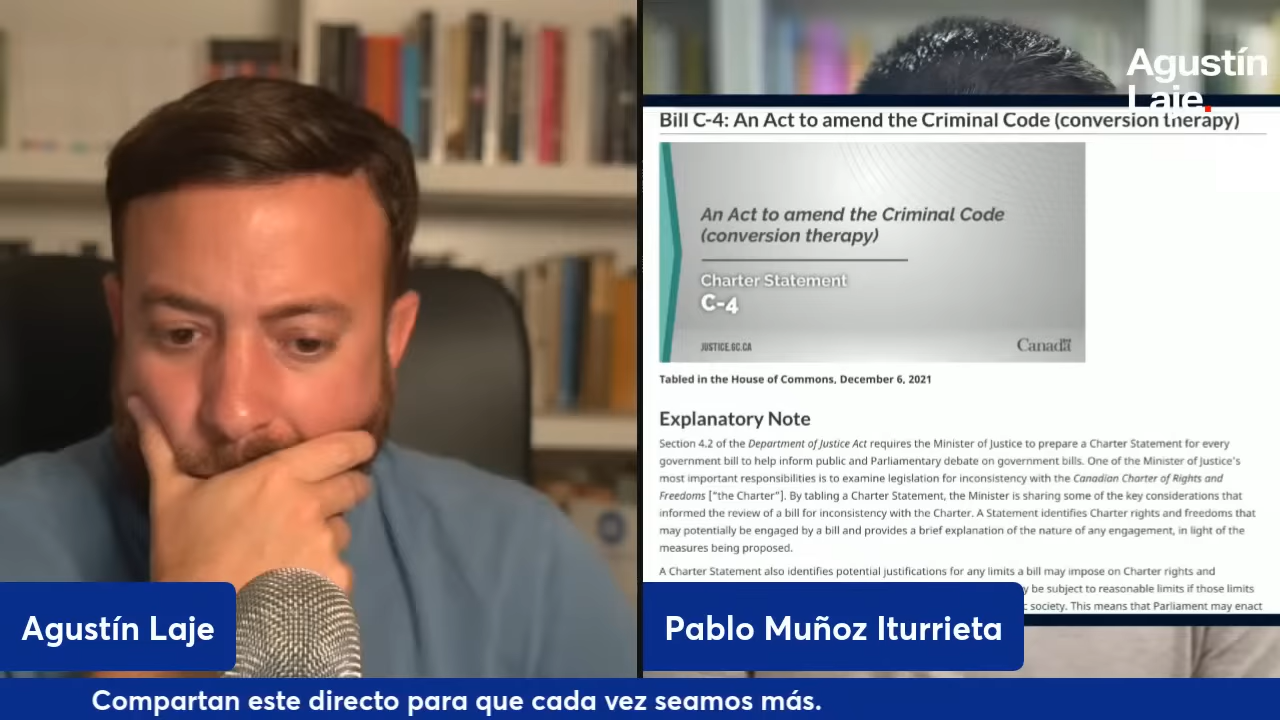 Agustín
Laje.
Bill C-4: An Act to amend the Criminal Code (conversion therapy)
An Act to amend the Criminal Code
(conversion therapy)
Charter Statement
C-4
JUSTICE.GC.CA
Canada
Tabled in the House of Commons, December 6, 2021
Explanatory Note
Section 4.2 of the Department of Justice Act requires the Minister of Justice to prepare a Charter Statement for every
government bill to help inform public and Parliamentary debate on government bills. One of the Minister of Justice's
most important responsibilities is to examine legislation for inconsistency with the Canadian Charter of Rights and
Freedoms ["the Charter"]. By tabling a Charter Statement, the Minister is sharing some of the key considerations that
informed the review of a bill for inconsistency with the Charter. A Statement identifies Charter rights and freedoms that
may potentially be engaged by a bill and provides a brief explanation of the nature of any engagement, in light of the
measures being proposed.
A Charter Statement also identifies potential justifications for any limits a bill may impose on Charter rights and
be subject to reasonable limits if those limits
society. This means that Parliament may enact
Agustín Laje
Pablo Muñoz Iturrieta
Compartan este directo para que cada vez seamos más.